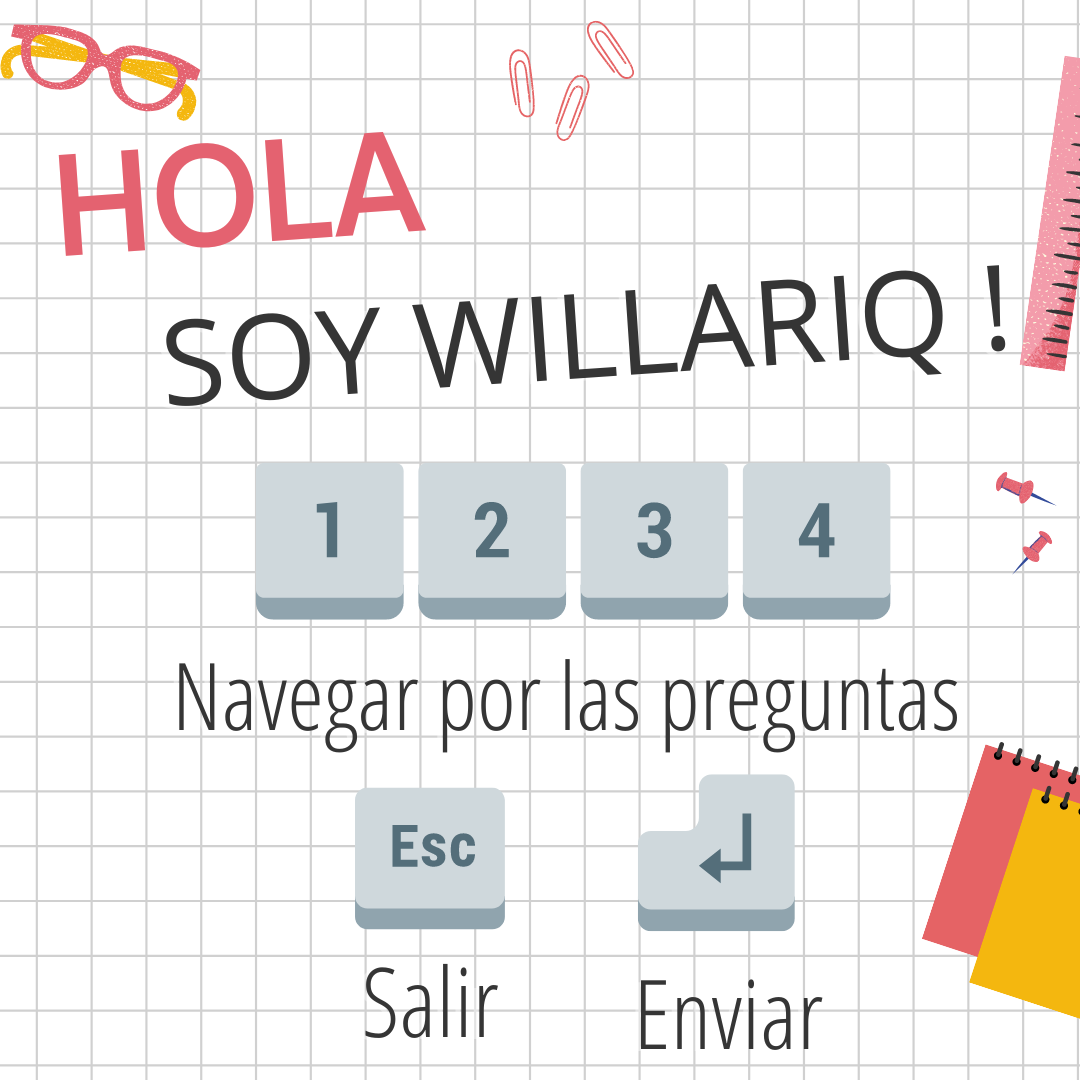 HOLA
SOY WILLARIQ !
1 2 3 4
Navegar por las preguntas
Esc
Salir
Enviar